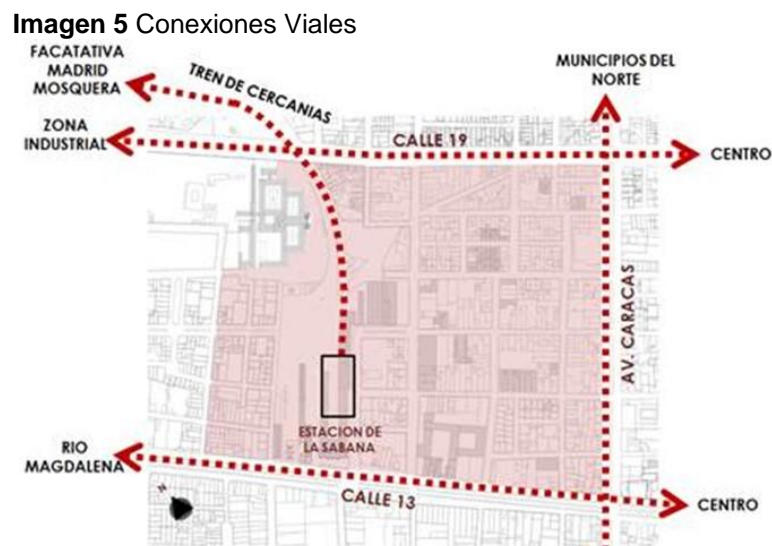 Imagen 5 Conexiones Viales
FACATATIVA
MADRID
MOSQUERA
TREN DE CERCANIAS
MUNICIPIOS DEL
NORTE
ZONA
INDUSTRIAL
CALLE 19
CENTRO
AV. CARACAS
ESTACION DE
LA SABANA
RIO
MAGDALENA
CALLE 13
CENTRO
N